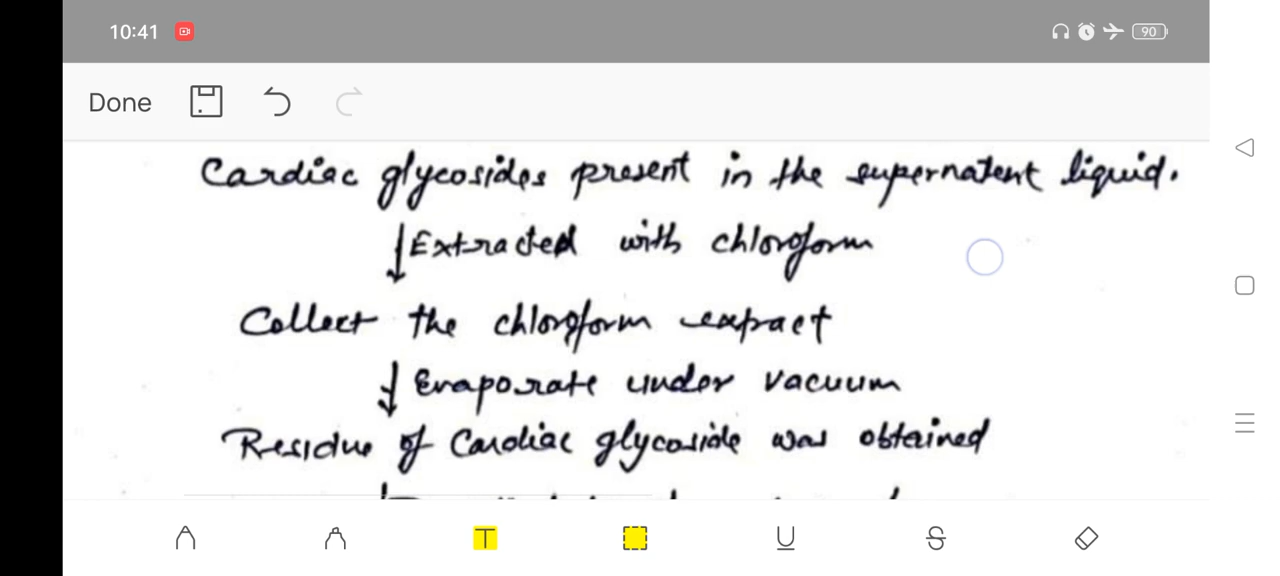 10:41
90
Done
Cardiac glycosides present in the supernatent liquid.
↓ Extracted with chloroform
Collect the chloroform extract
↓ Evaporate under vacuum
Residue of Cardiac glycoside was obtained
T
U
S